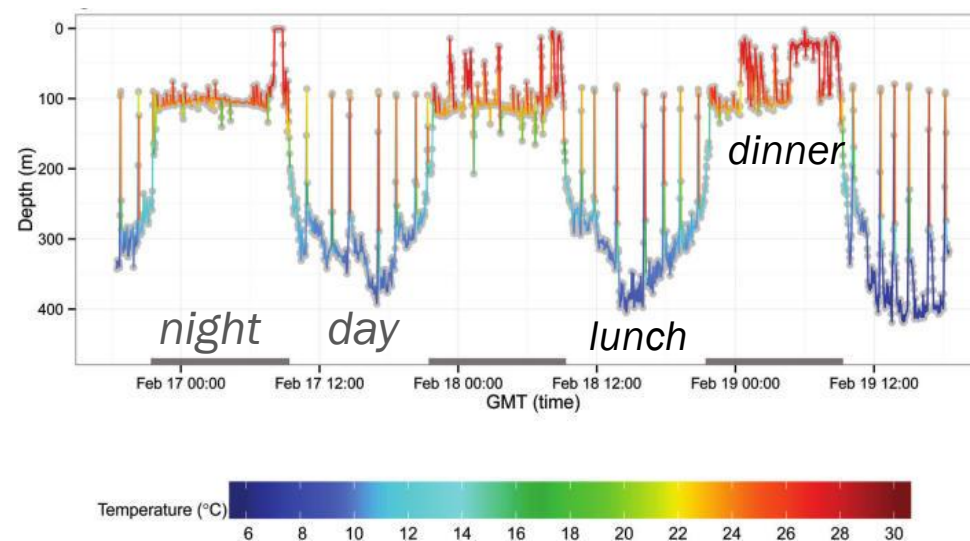 0
100
200
300
400
Depth (m)
dinner
night day
lunch
Feb 17 00:00 Feb 17 12:00 Feb 18 00:00 Feb 18 12:00 Feb 19 00:00 Feb 19 12:00
GMT (time)
Temperature (°C)
6 8 10 12 14 16 18 20 22 24 26 28 30